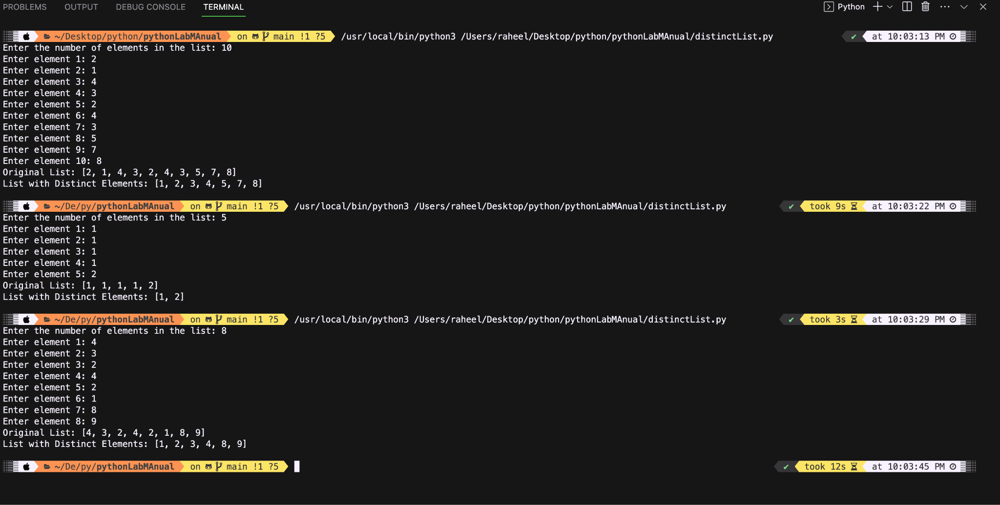 PROBLEMS OUTPUT DEBUG CONSOLE TERMINAL Python
~/Desktop/python/pythonLabMAnual on main !1 ?5 /usr/local/bin/python3 /Users/raheel/Desktop/python/pythonLabMAnual/distinctList.py ✔ at 10:03:13 PM
Enter the number of elements in the list: 10
Enter element 1: 2
Enter element 2: 1
Enter element 3: 4
Enter element 4: 3
Enter element 5: 2
Enter element 6: 4
Enter element 7: 3
Enter element 8: 5
Enter element 9: 7
Enter element 10: 8
Original List: [2, 1, 4, 3, 2, 4, 3, 5, 7, 8]
List with Distinct Elements: [1, 2, 3, 4, 5, 7, 8]
~/De/py/pythonLabMAnual on main !1 ?5 /usr/local/bin/python3 /Users/raheel/Desktop/python/pythonLabMAnual/distinctList.py ✔ took 9s at 10:03:22 PM
Enter the number of elements in the list: 5
Enter element 1: 1
Enter element 2: 1
Enter element 3: 1
Enter element 4: 1
Enter element 5: 2
Original List: [1, 1, 1, 1, 2]
List with Distinct Elements: [1, 2]
~/De/py/pythonLabMAnual on main !1 ?5 /usr/local/bin/python3 /Users/raheel/Desktop/python/pythonLabMAnual/distinctList.py ✔ took 3s at 10:03:29 PM
Enter the number of elements in the list: 8
Enter element 1: 4
Enter element 2: 3
Enter element 3: 2
Enter element 4: 4
Enter element 5: 2
Enter element 6: 1
Enter element 7: 8
Enter element 8: 9
Original List: [4, 3, 2, 4, 2, 1, 8, 9]
List with Distinct Elements: [1, 2, 3, 4, 8, 9]
~/De/py/pythonLabMAnual on main !1 ?5 ✔ took 12s at 10:03:45 PM